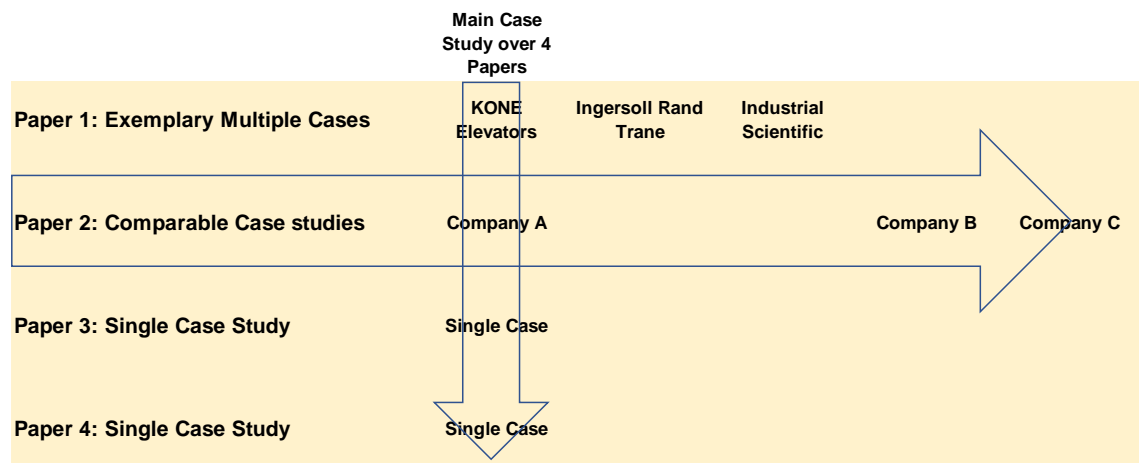 Main Case
Study over 4
Papers
Paper 1: Exemplary Multiple Cases
KONE
Elevators
Ingersoll Rand
Trane
Industrial
Scientific
Paper 2: Comparable Case studies
Company A
Company B
Company C
Paper 3: Single Case Study
Single Case
Paper 4: Single Case Study
Single Case